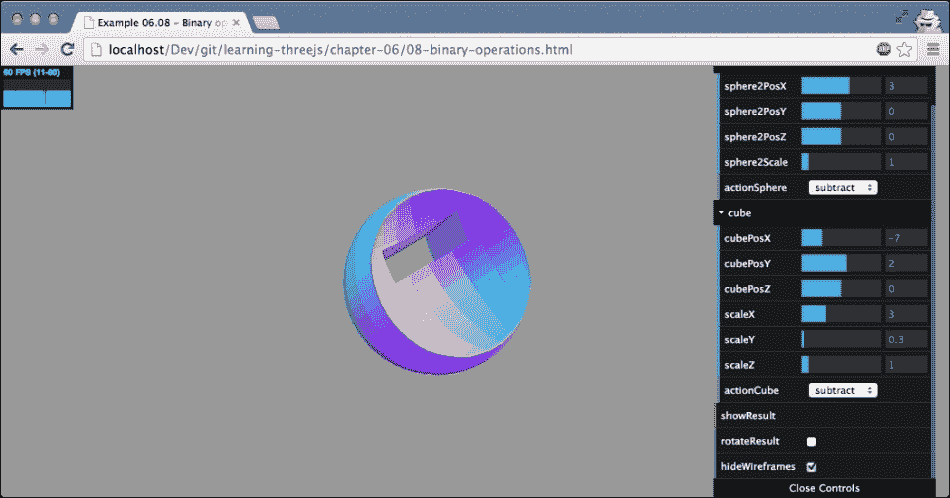 Example 06.08 - Binary op
localhost/Dev/git/learning-threejs/chapter-06/08-binary-operations.html
60 FPS (11-60)
sphere2PosX 3
sphere2PosY 0
sphere2PosZ 0
sphere2Scale 1
actionSphere subtract
cube
cubePosX -7
cubePosY 2
cubePosZ 0
scaleX 3
scaleY 0.3
scaleZ 1
actionCube subtract
showResult
rotateResult
hideWireframes
Close Controls